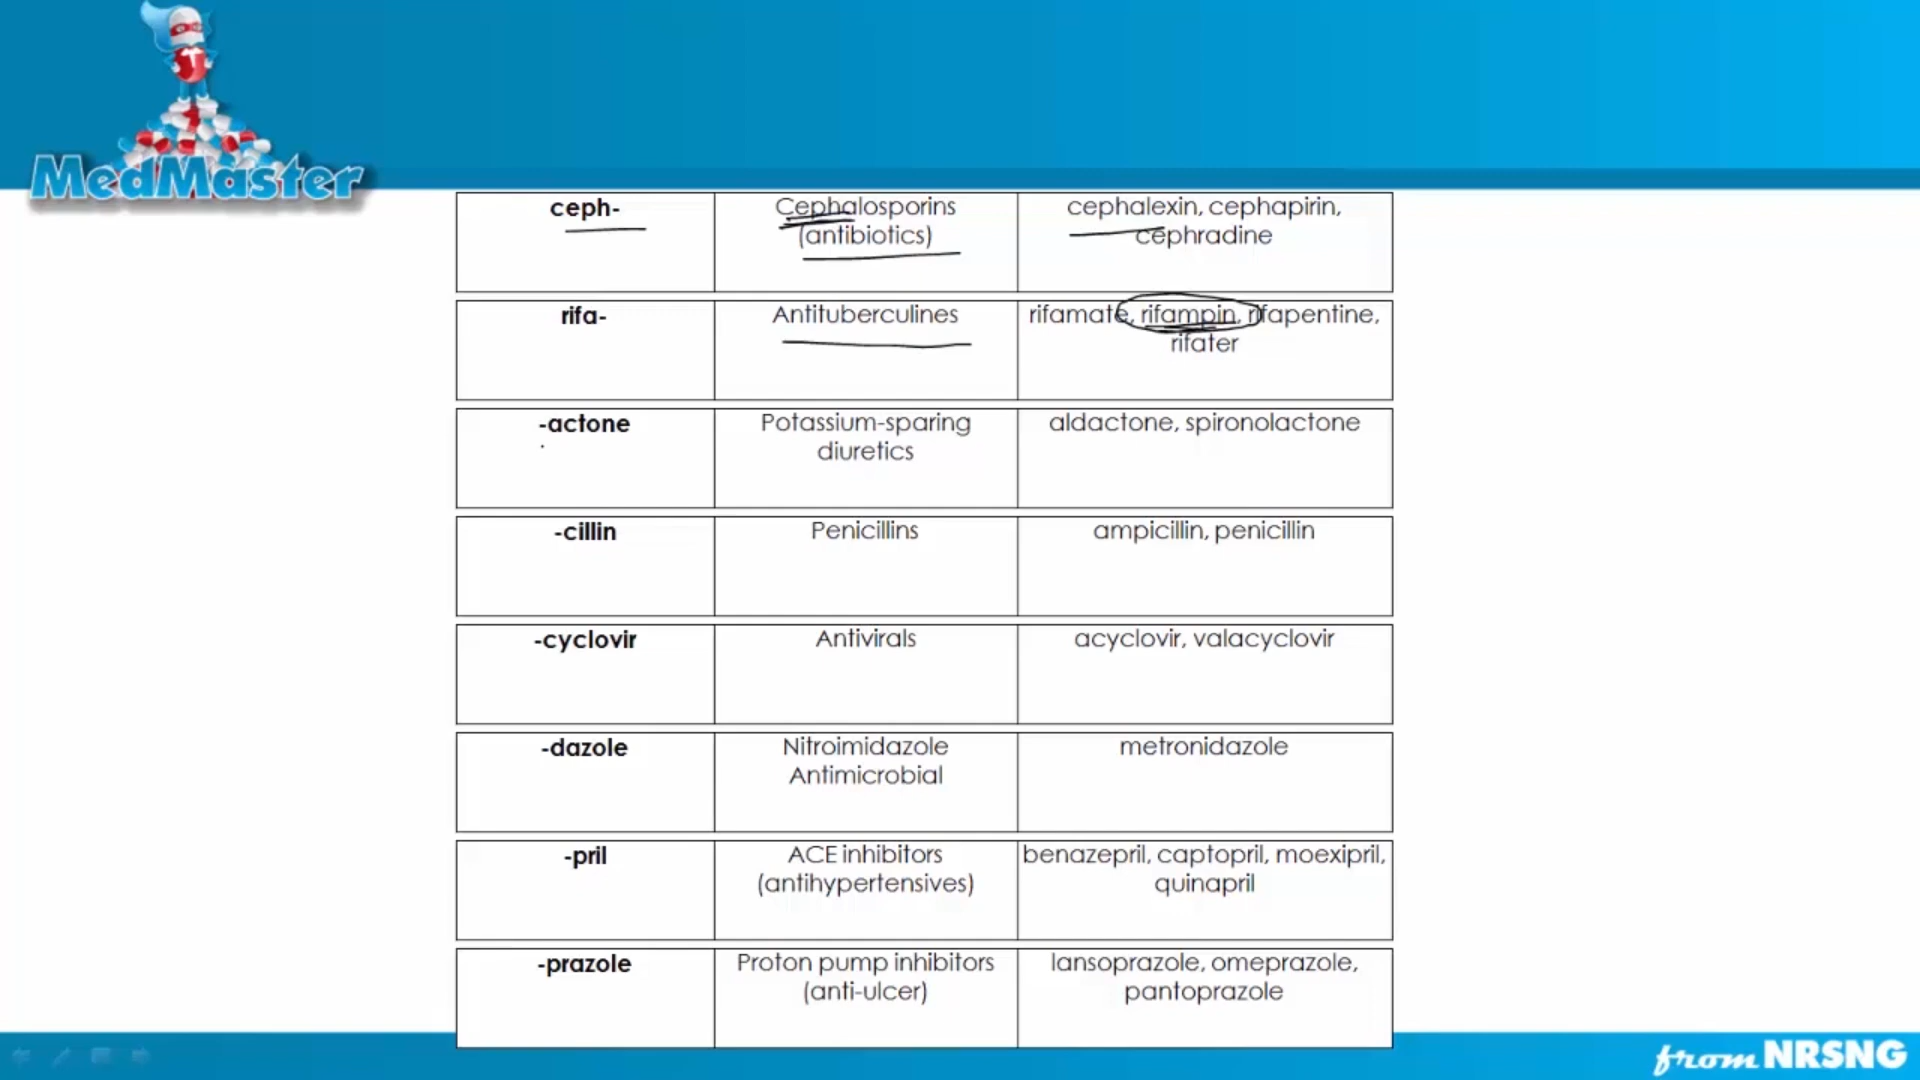 MedMaster
ceph-
Cephalosporins
(antibiotics)
cephalexin, cephapirin,
cephradine
rifa-
Antituberculines
rifamate, rifampin, rifapentine,
rifater
-actone
Potassium-sparing
diuretics
aldactone, spironolactone
-cillin
Penicillins
ampicillin, penicillin
-cyclovir
Antivirals
acyclovir, valacyclovir
-dazole
Nitroimidazole
Antimicrobial
metronidazole
-pril
ACE inhibitors
(antihypertensives)
benazepril, captopril, moexipril,
quinapril
-prazole
Proton pump inhibitors
(anti-ulcer)
lansoprazole, omeprazole,
pantoprazole
from NRSNG